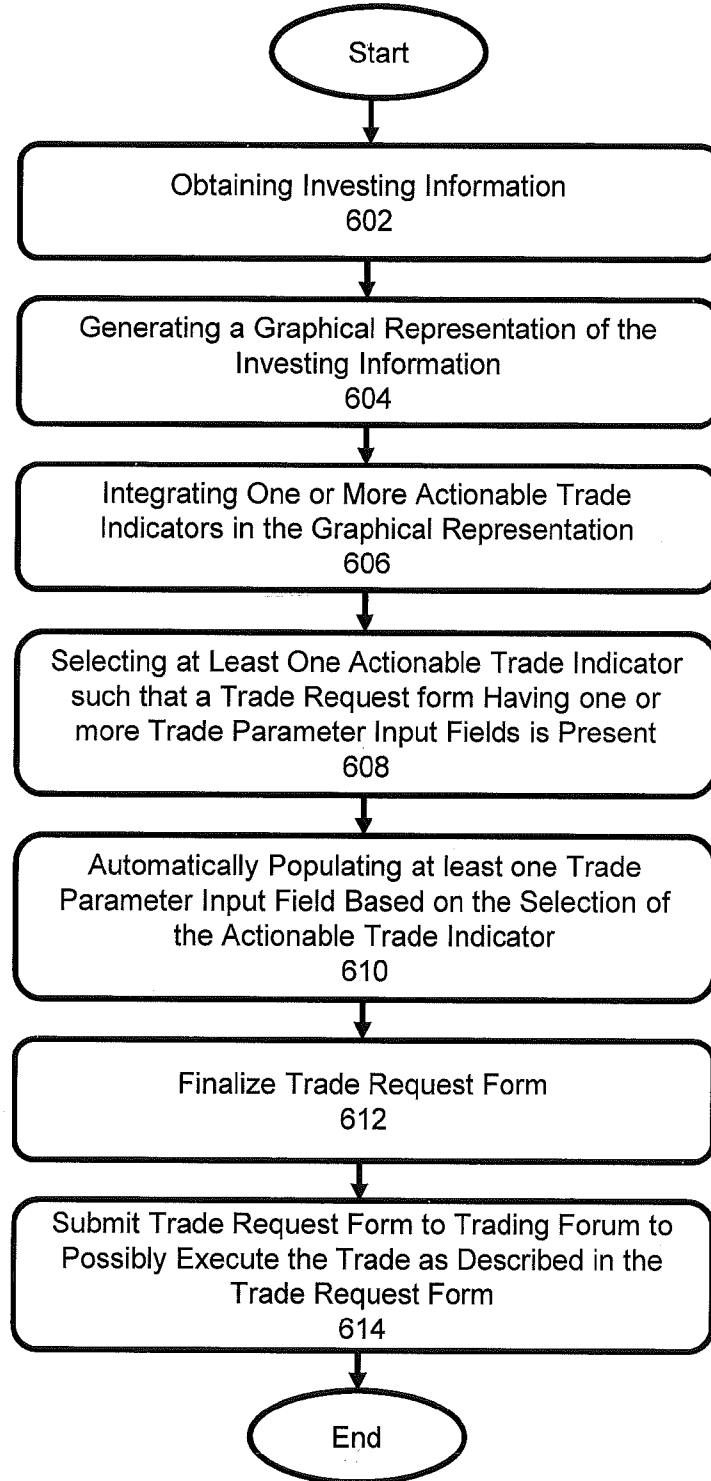 Start
Obtaining Investing Information
602
Generating a Graphical Representation of the
Investing Information
604
Integrating One or More Actionable Trade
Indicators in the Graphical Representation
606
Selecting at Least One Actionable Trade Indicator
such that a Trade Request form Having one or
more Trade Parameter Input Fields is Present
608
Automatically Populating at least one Trade
Parameter Input Field Based on the Selection of
the Actionable Trade Indicator
610
Finalize Trade Request Form
612
Submit Trade Request Form to Trading Forum to
Possibly Execute the Trade as Described in the
Trade Request Form
614
End